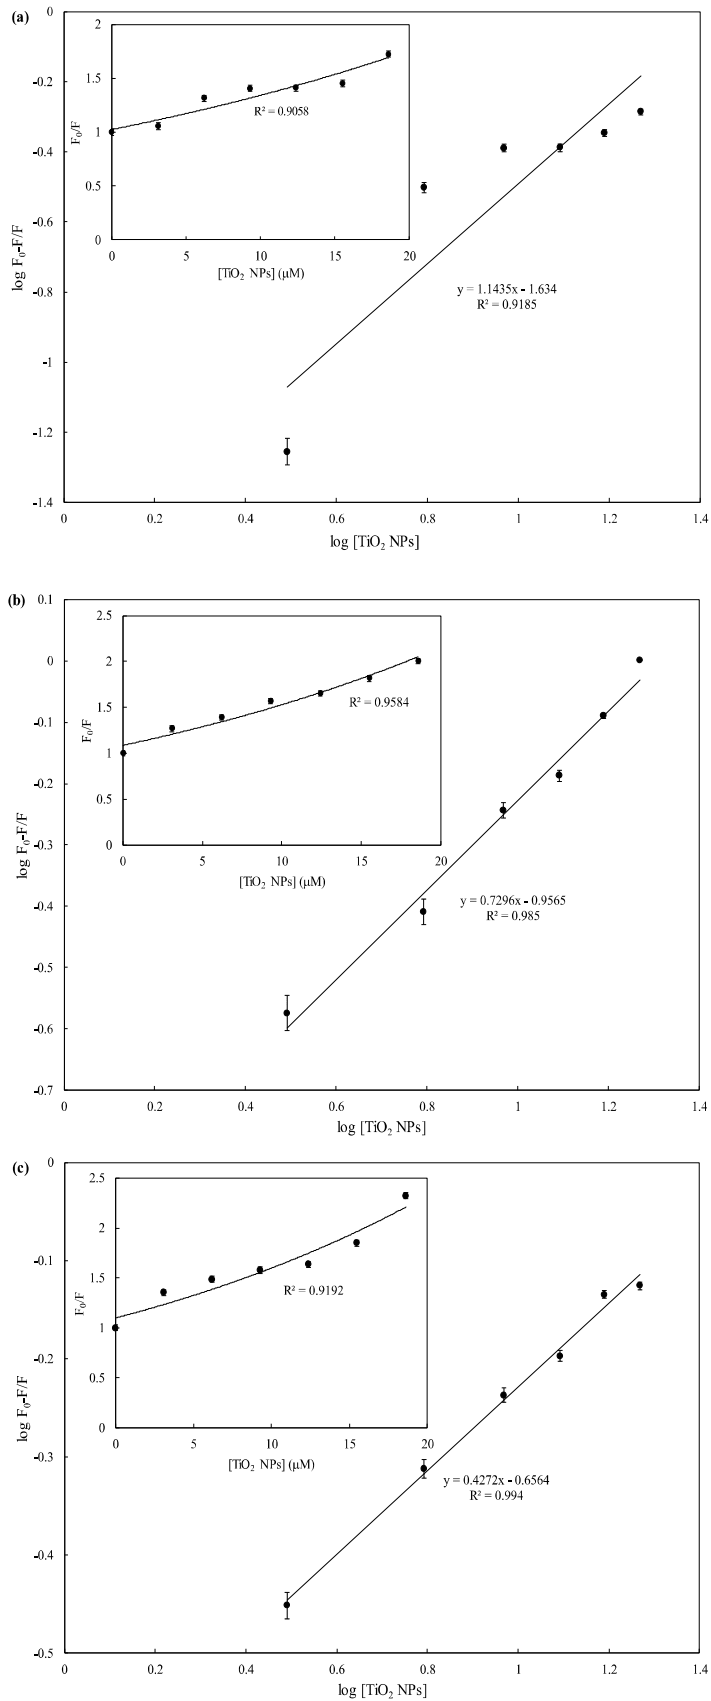 (a)
0
-0.2
-0.4
-0.6
-0.8
-1
-1.2
-1.4
log F₀-F/F
0 0.2 0.4 0.6 0.8 1 1.2 1.4
log [TiO₂ NPs]
y = 1.1435x - 1.634
R² = 0.9185
2
1.5
1
0.5
0
F₀/F
R² = 0.9058
0 5 10 15 20
[TiO₂ NPs] (μM)
(b)
0.1
0
-0.1
-0.2
-0.3
-0.4
-0.5
-0.6
-0.7
log F₀-F/F
0 0.2 0.4 0.6 0.8 1 1.2 1.4
log [TiO₂ NPs]
y = 0.7296x - 0.9565
R² = 0.985
2.5
2
1.5
1
0.5
0
F₀/F
R² = 0.9584
0 5 10 15 20
[TiO₂ NPs] (μM)
(c)
0
-0.1
-0.2
-0.3
-0.4
-0.5
log F₀-F/F
0 0.2 0.4 0.6 0.8 1 1.2 1.4
log [TiO₂ NPs]
y = 0.4272x - 0.6564
R² = 0.994
2.5
2
1.5
1
0.5
0
F₀/F
R² = 0.9192
0 5 10 15 20
[TiO₂ NPs] (μM)